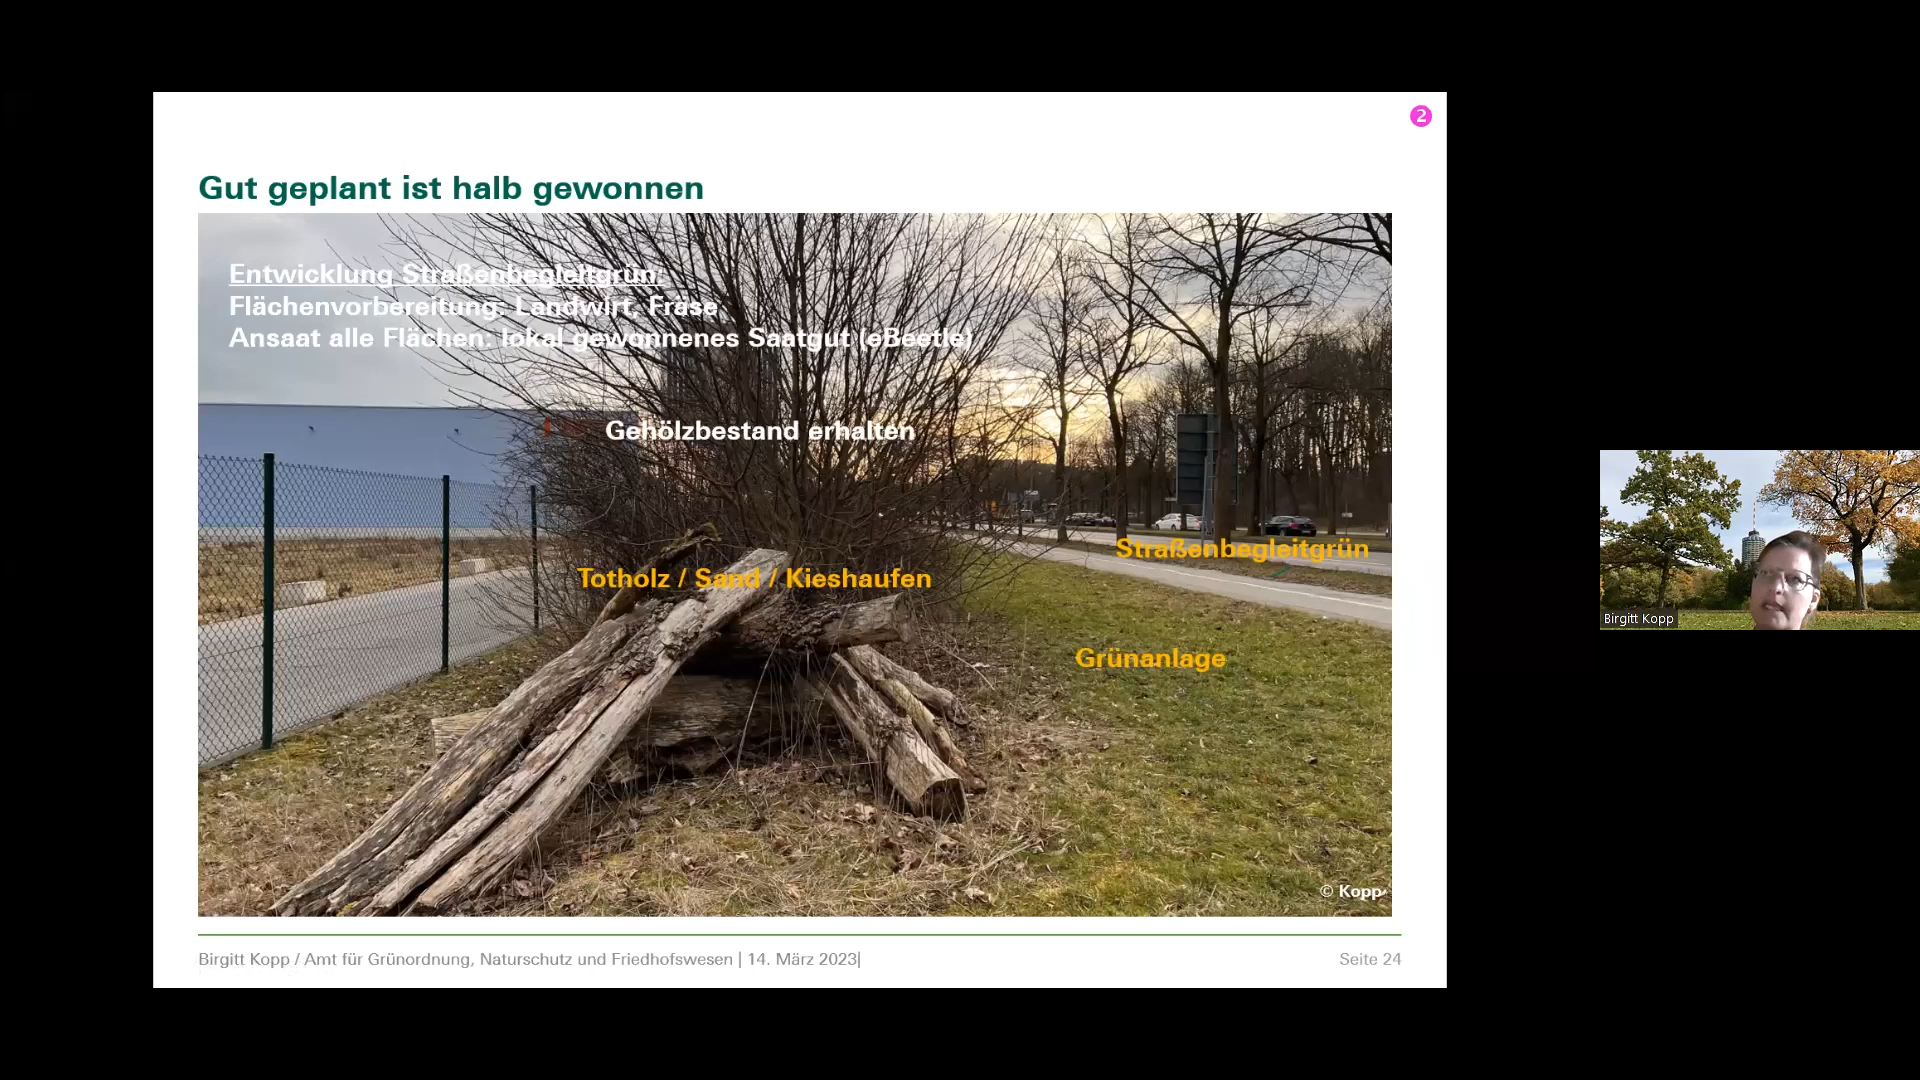 2
Gut geplant ist halb gewonnen
Entwicklung Straßenbegleitgrün:
Flächenvorbereitung: Landwirt, Fräse
Ansaat alle Flächen: lokal gewonnenes Saatgut (eBeetle)
Gehölzbestand erhalten
Straßenbegleitgrün
Totholz / Sand / Kieshaufen
Grünanlage
© Kopp
Birgitt Kopp / Amt für Grünordnung, Naturschutz und Friedhofswesen | 14. März 2023|
Seite 24
Birgitt Kopp